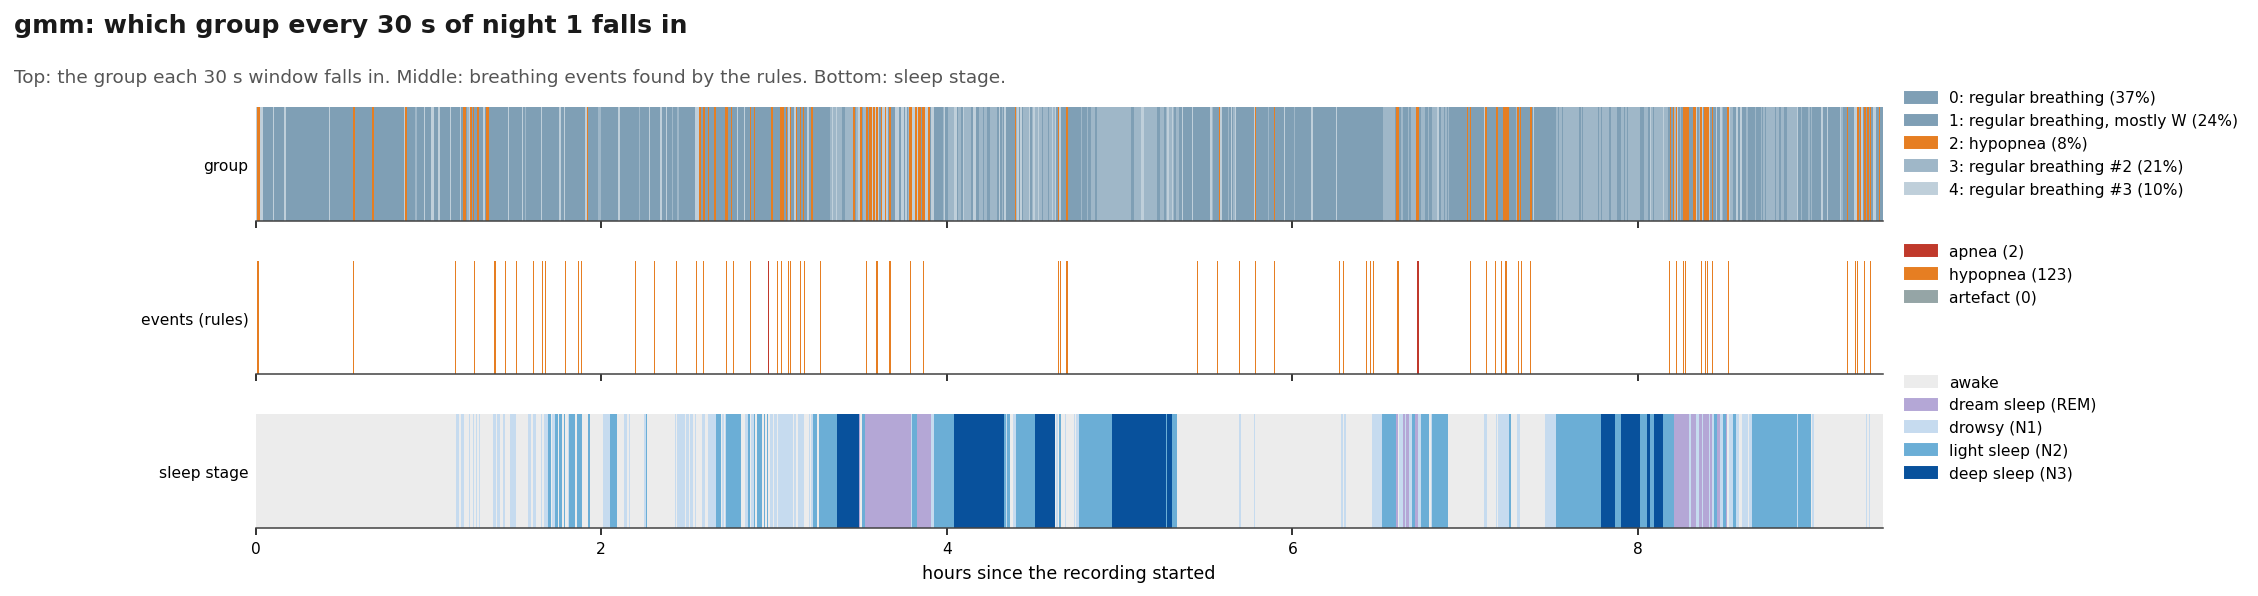 gmm: which group every 30 s of night 1 falls in
Top: the group each 30 s window falls in. Middle: breathing events found by the rules. Bottom: sleep stage.
group
0: regular breathing (37%)
1: regular breathing, mostly W (24%)
2: hypopnea (8%)
3: regular breathing #2 (21%)
4: regular breathing #3 (10%)
events (rules)
apnea (2)
hypopnea (123)
artefact (0)
sleep stage
awake
dream sleep (REM)
drowsy (N1)
light sleep (N2)
deep sleep (N3)
0 2 4 6 8
hours since the recording started